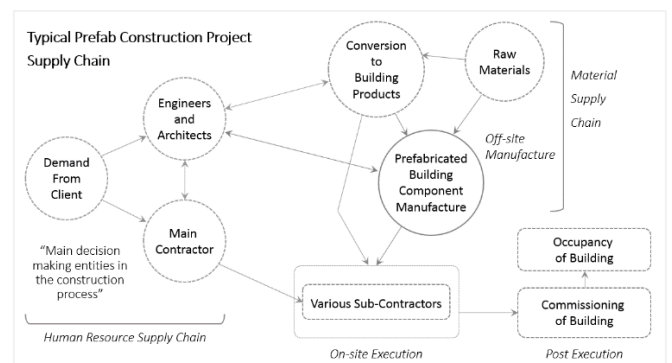 Typical Prefab Construction Project
Supply Chain
Conversion
to
Building
Products
Raw
Materials
Material
Supply
Chain
Engineers
and
Architects
Off-site
Manufacture
Demand
From
Client
Prefabricated
Building
Component
Manufacture
Main
Contractor
"Main decision
making entities in
the construction
process"
Occupancy
of Building
Various Sub-Contractors
Commissioning
of Building
Human Resource Supply Chain
On-site Execution
Post Execution